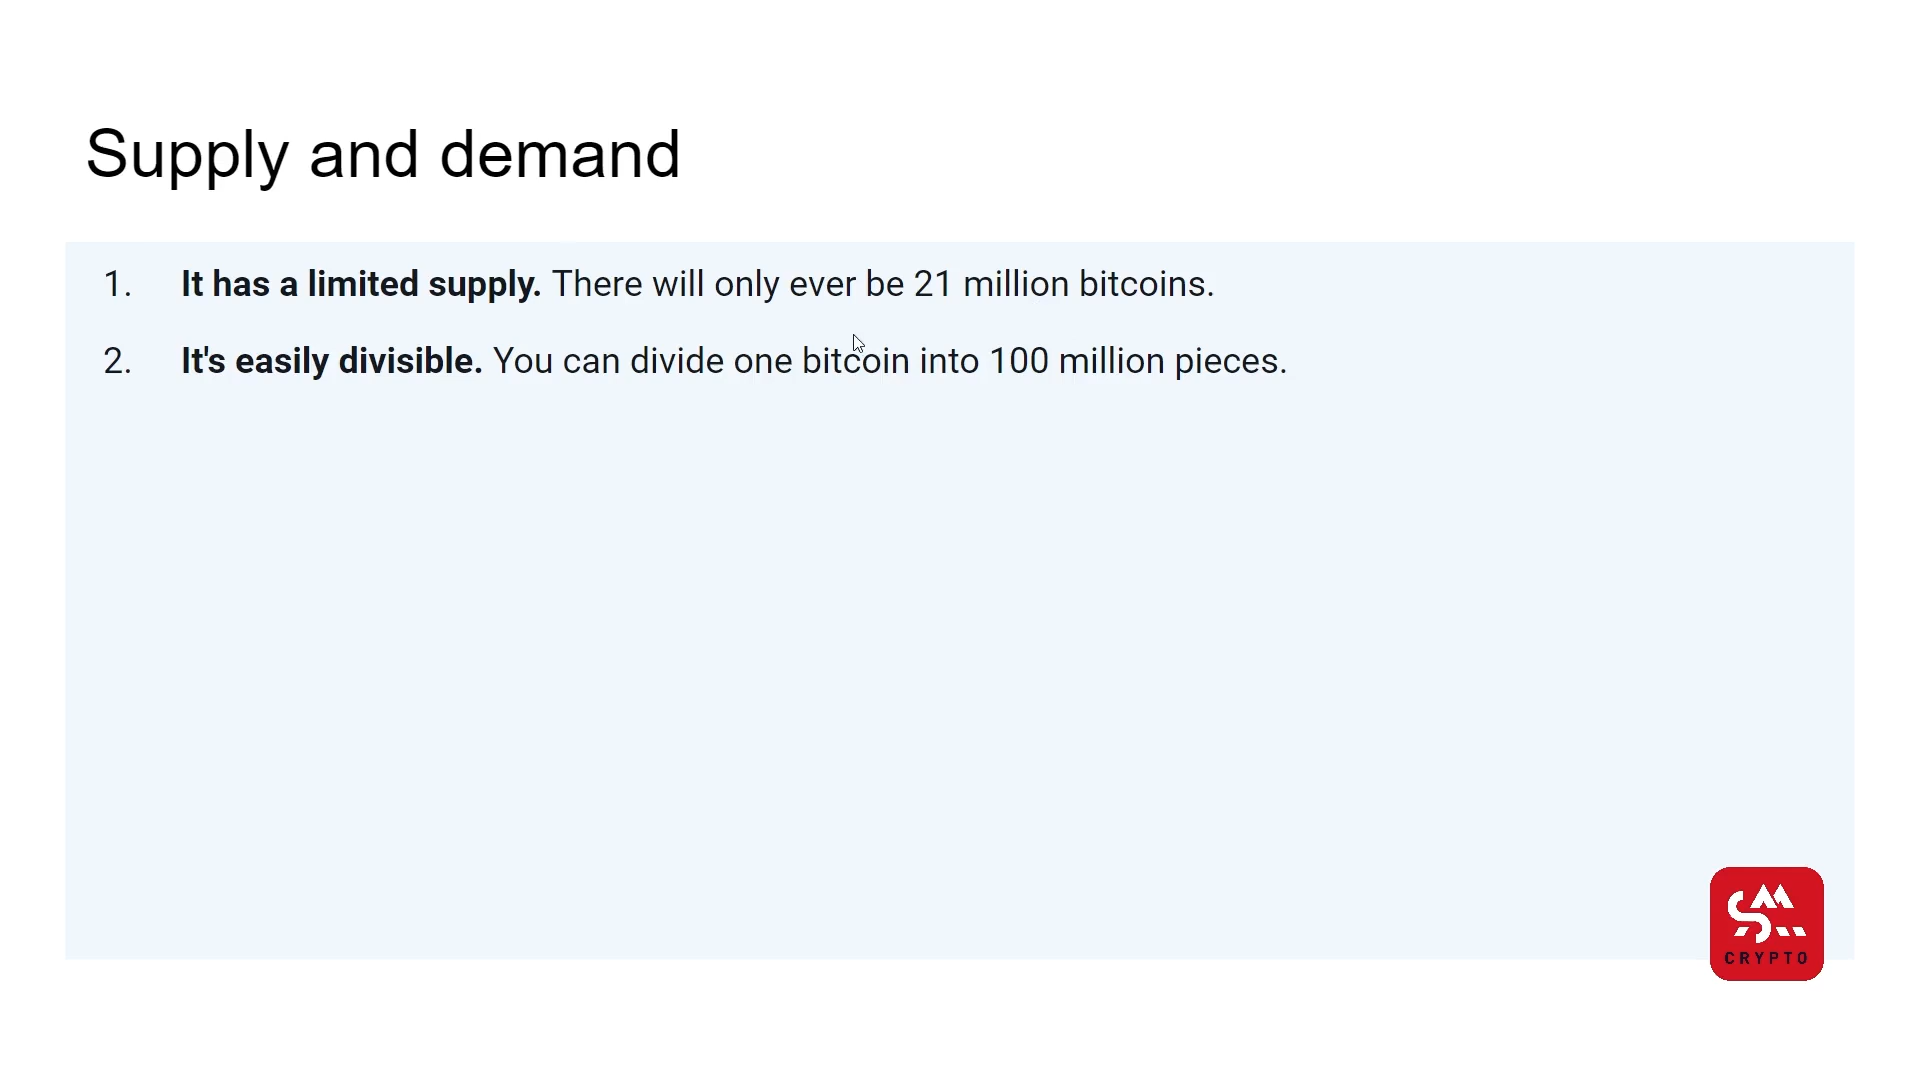 Supply and demand
1. It has a limited supply. There will only ever be 21 million bitcoins.
2. It's easily divisible. You can divide one bitcoin into 100 million pieces.
CRYPTO